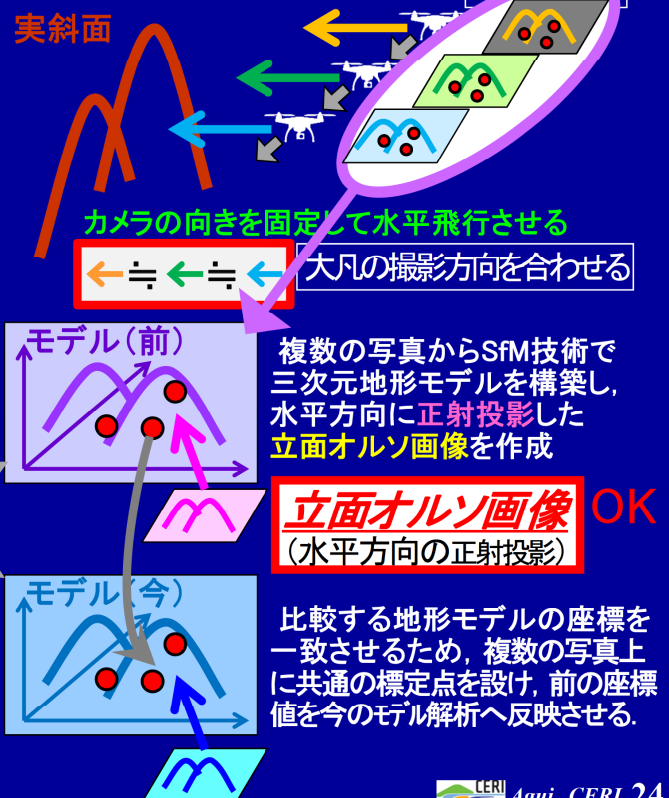 実斜面
カメラの向きを固定して水平飛行させる
←≒←≒←
大凡の撮影方向を合わせる
モデル(前)
複数の写真からSfM技術で
三次元地形モデルを構築し,
水平方向に正射投影した
立面オルソ画像を作成
立面オルソ画像 OK
(水平方向の正射投影)
モデル(今)
比較する地形モデルの座標を
一致させるため, 複数の写真上
に共通の標定点を設け, 前の座標
値を今のモデル解析へ反映させる.
CERI
Agui, CERI 24